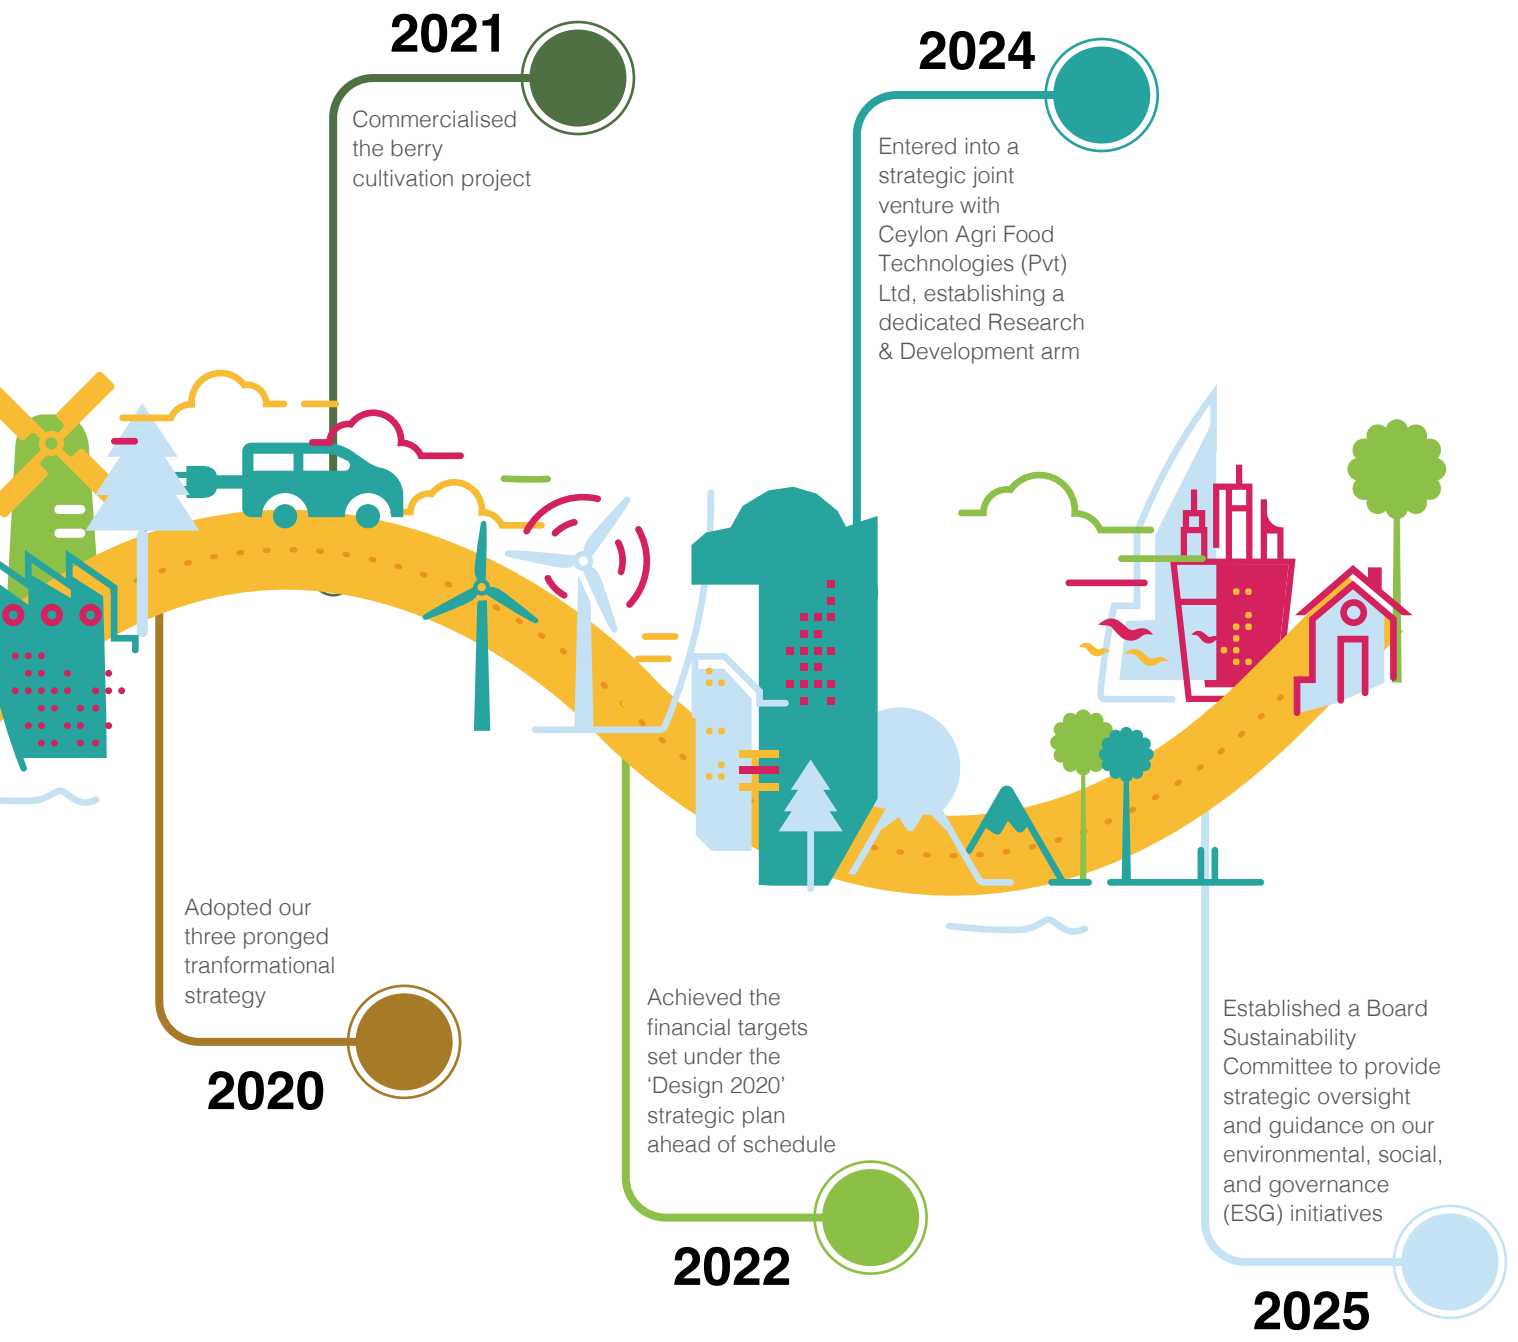 2021
Commercialised
the berry
cultivation project
2024
Entered into a
strategic joint
venture with
Ceylon Agri Food
Technologies (Pvt)
Ltd, establishing a
dedicated Research
& Development arm
Adopted our
three pronged
tranformational
strategy
2020
Achieved the
financial targets
set under the
‘Design 2020’
strategic plan
ahead of schedule
2022
Established a Board
Sustainability
Committee to provide
strategic oversight
and guidance on our
environmental, social,
and governance
(ESG) initiatives
2025